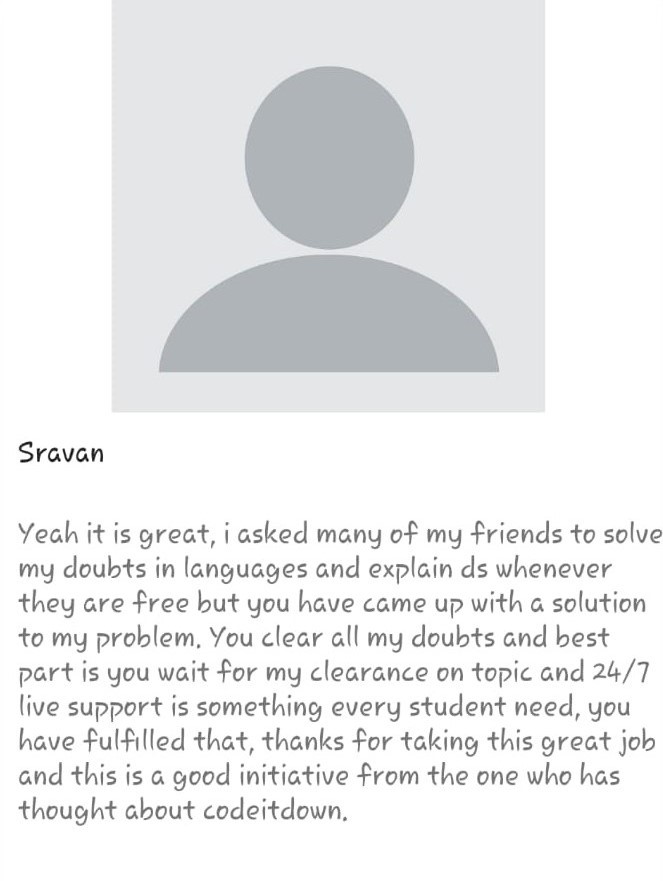 Sravan
Yeah it is great, i asked many of my friends to solve
my doubts in languages and explain ds whenever
they are free but you have came up with a solution
to my problem. You clear all my doubts and best
part is you wait for my clearance on topic and 24/7
live support is something every student need, you
have fulfilled that, thanks for taking this great job
and this is a good initiative from the one who has
thought about codeitdown.